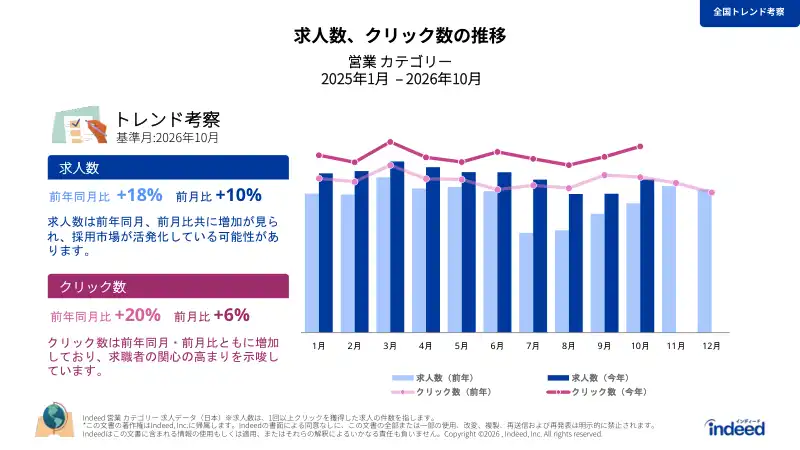 全国トレンド考察
求人数、クリック数の推移
営業 カテゴリー
2025年1月 – 2026年10月
トレンド考察
基準月:2026年10月
求人数
前年同月比 +18% 前月比 +10%
求人数は前年同月、前月比共に増加が見ら
れ、採用市場が活発化している可能性があ
ります。
クリック数
前年同月比 +20% 前月比 +6%
クリック数は前年同月・前月比ともに増加
しており、求職者の関心の高まりを示唆し
ています。
1月 2月 3月 4月 5月 6月 7月 8月 9月 10月 11月 12月
求人数（前年） 求人数（今年）
クリック数（前年） クリック数（今年）
Indeed 営業 カテゴリー 求人データ（日本）※求人数は、1回以上クリックを獲得した求人の件数を指します。
*この文書の著作権はIndeed, Inc.に帰属します。Indeedの書面による同意なしに、この文書の全部または一部の使用、改変、複製、再送信および再発表は明示的に禁止されます。
Indeedはこの文書に含まれる情報の使用もしくは適用、またはそれらの解釈によるいかなる責任も負いません。Copyright ©2026 , Indeed, Inc. All rights reserved.
インディード
indeed